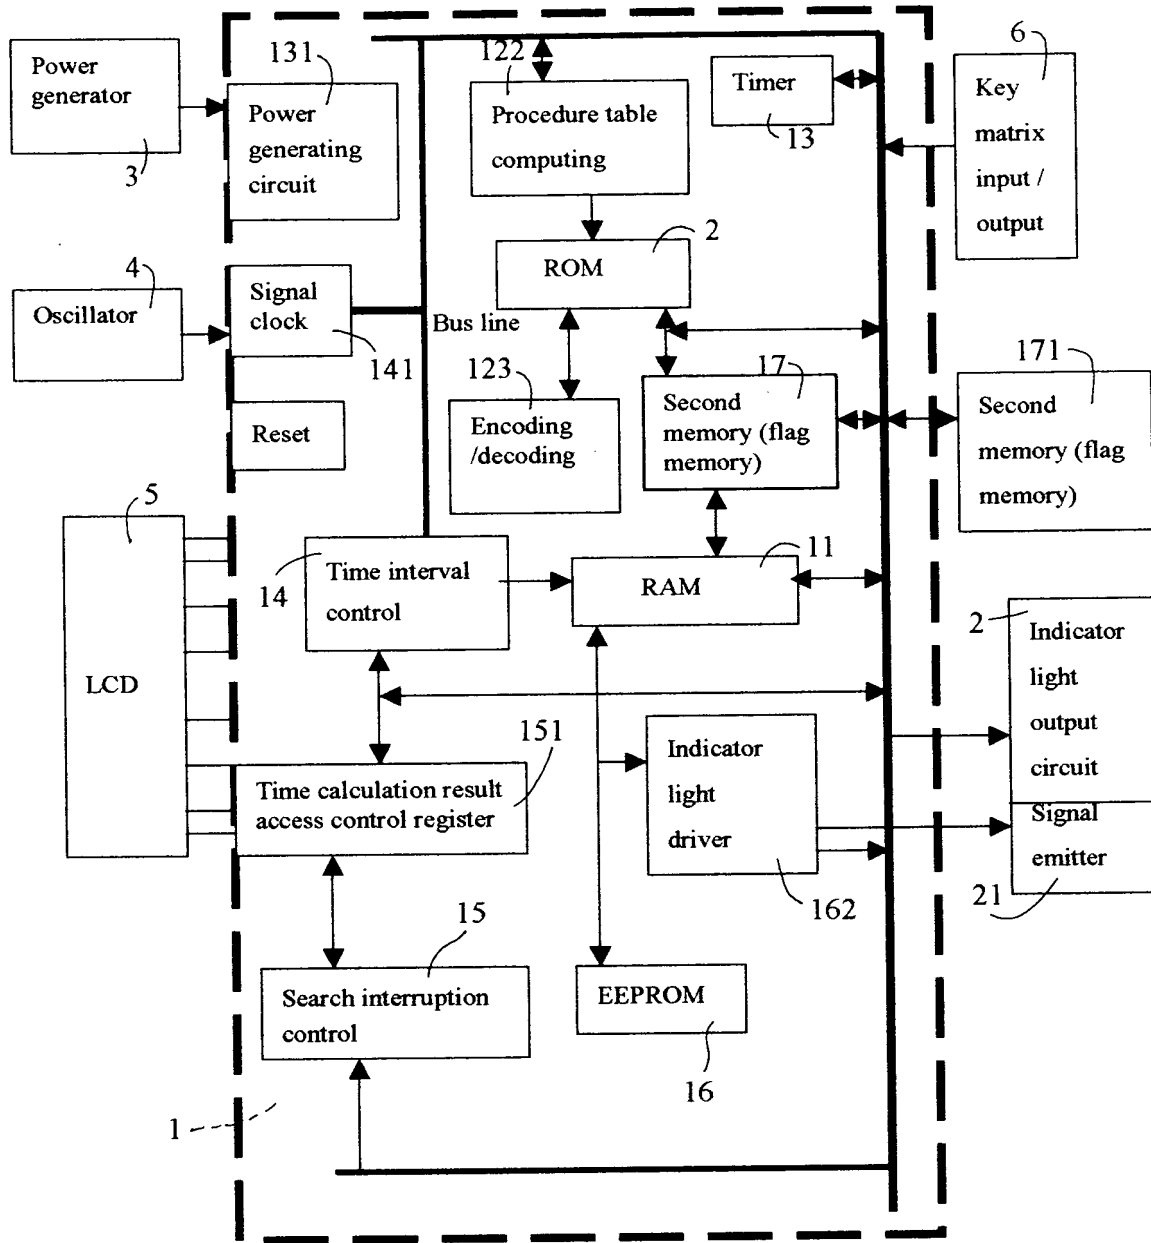 Power
generator
3
131
Power
generating
circuit
122
Procedure table
computing
Timer
13
6
Key
matrix
input /
output
4
Oscillator
Signal
clock
141
Bus line
2
ROM
Reset
123
Encoding
/decoding
17
Second
memory (flag
memory)
171
Second
memory (flag
memory)
5
LCD
14
Time interval
control
11
RAM
2
Indicator
light
output
circuit
Signal
emitter
21
151
Time calculation result
access control register
Indicator
light
driver
162
15
Search interruption
control
EEPROM
16
1